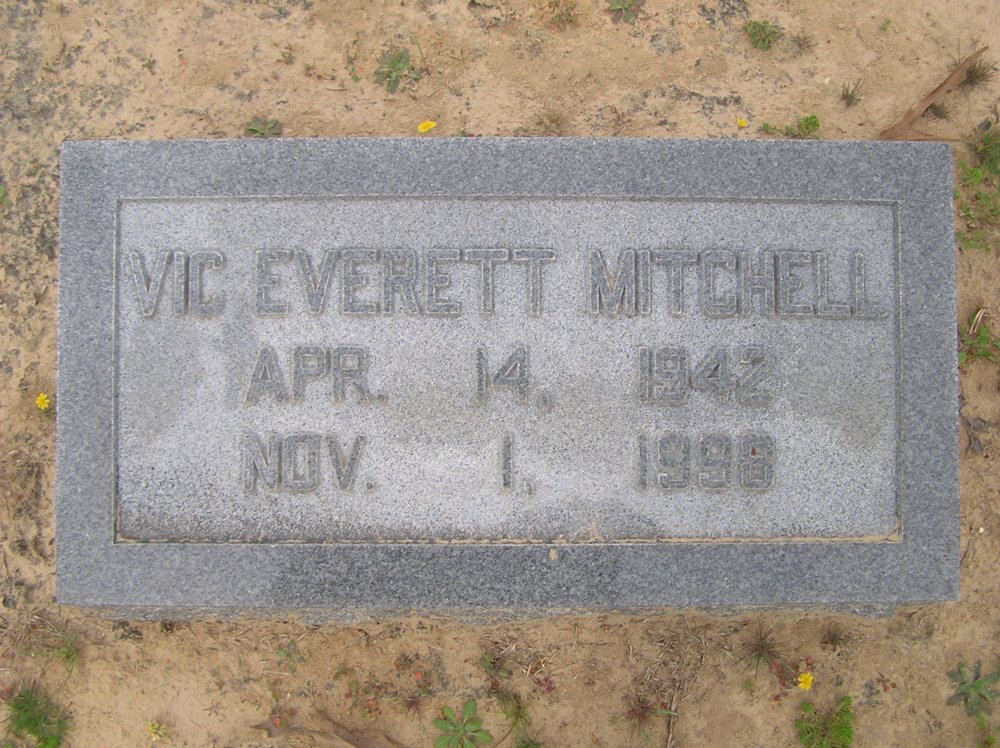 VIC EVERETT MITCHELL
APR. 14, 1942
NOV. 1, 1998